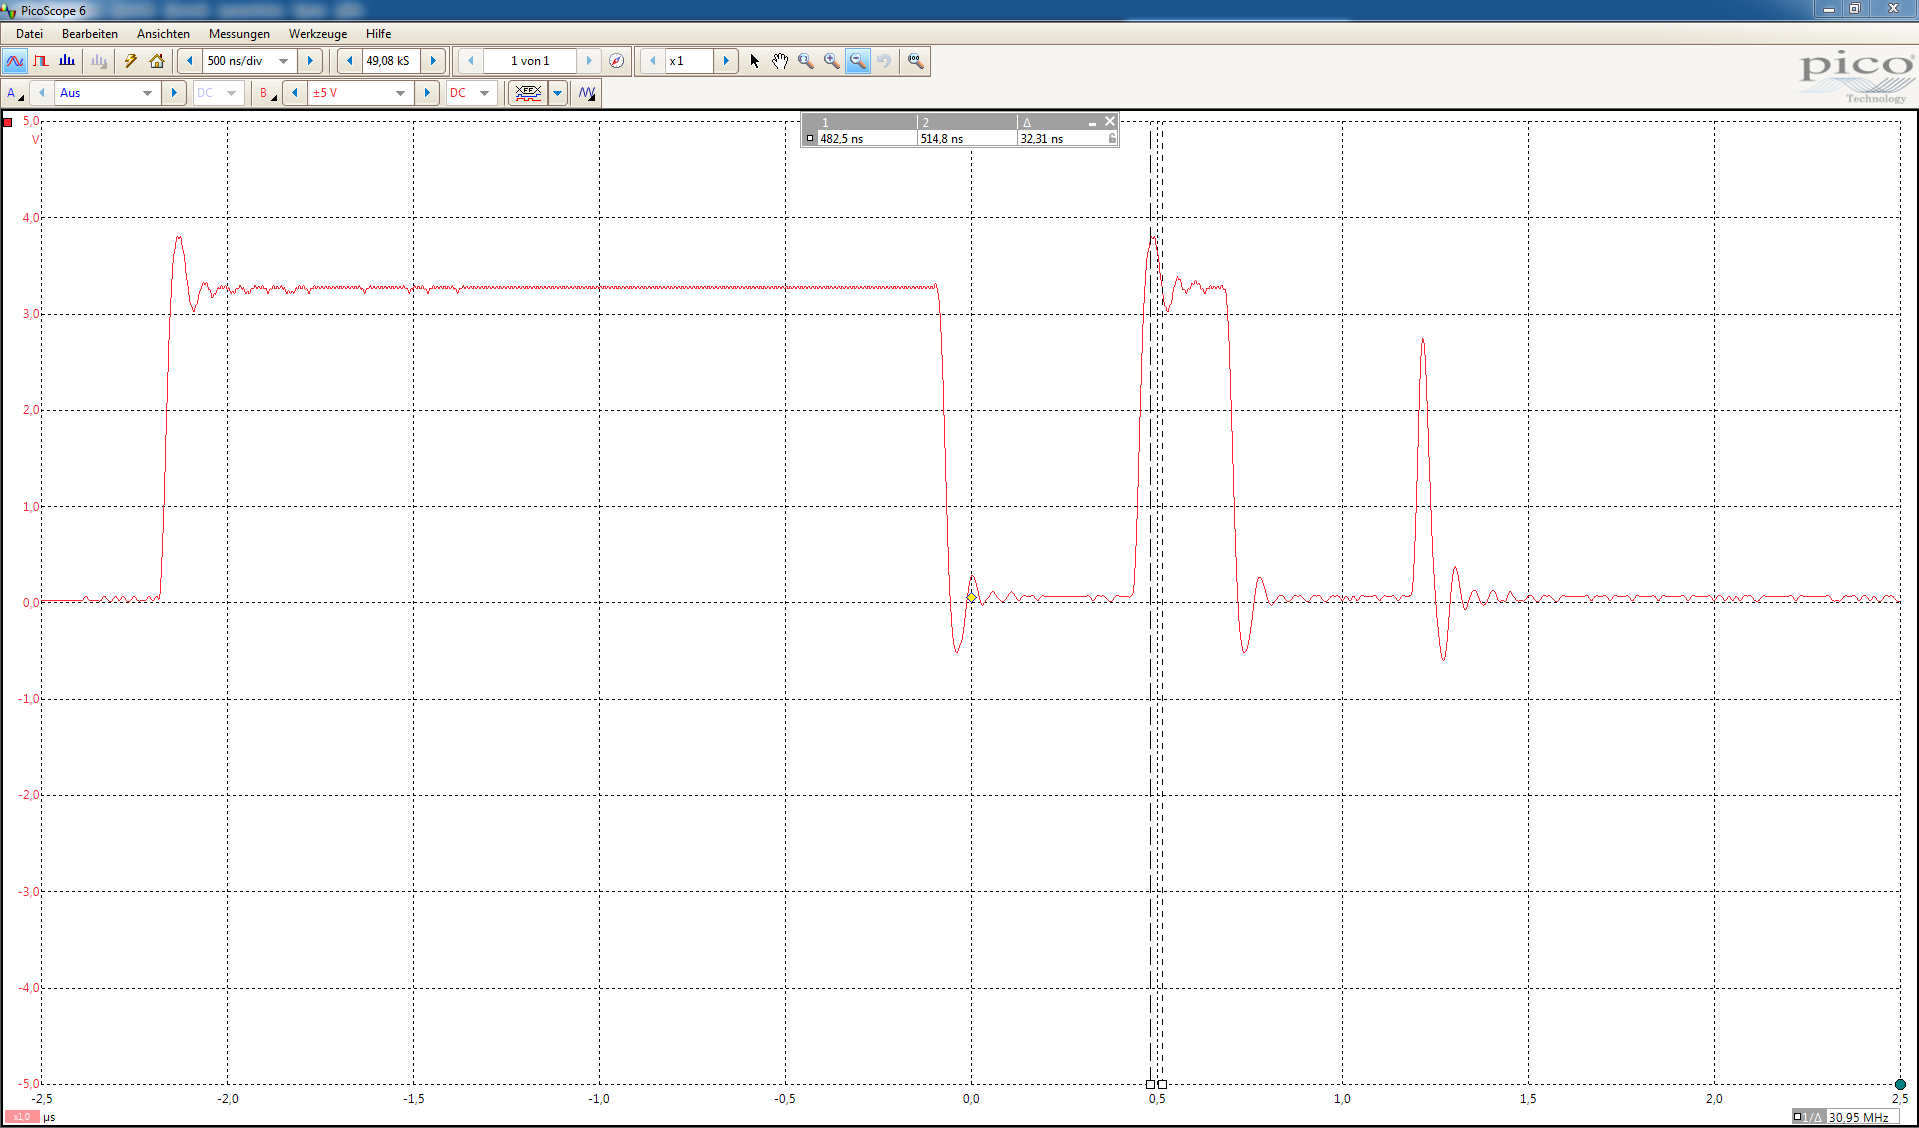 PicoScope 6
Datei Bearbeiten Ansichten Messungen Werkzeuge Hilfe
500 ns/div 49,08 kS 1 von 1 x1
pico
Technology
A Aus DC B ±5 V DC
1 2 Δ
482,5 ns 514,8 ns 32,31 ns
5,0
V
4,0
3,0
2,0
1,0
0,0
-1,0
-2,0
-3,0
-4,0
-5,0
-2,5 -2,0 -1,5 -1,0 -0,5 0,0 0,5 1,0 1,5 2,0 2,5
x1,0 µs
1/Δ 30,95 MHz